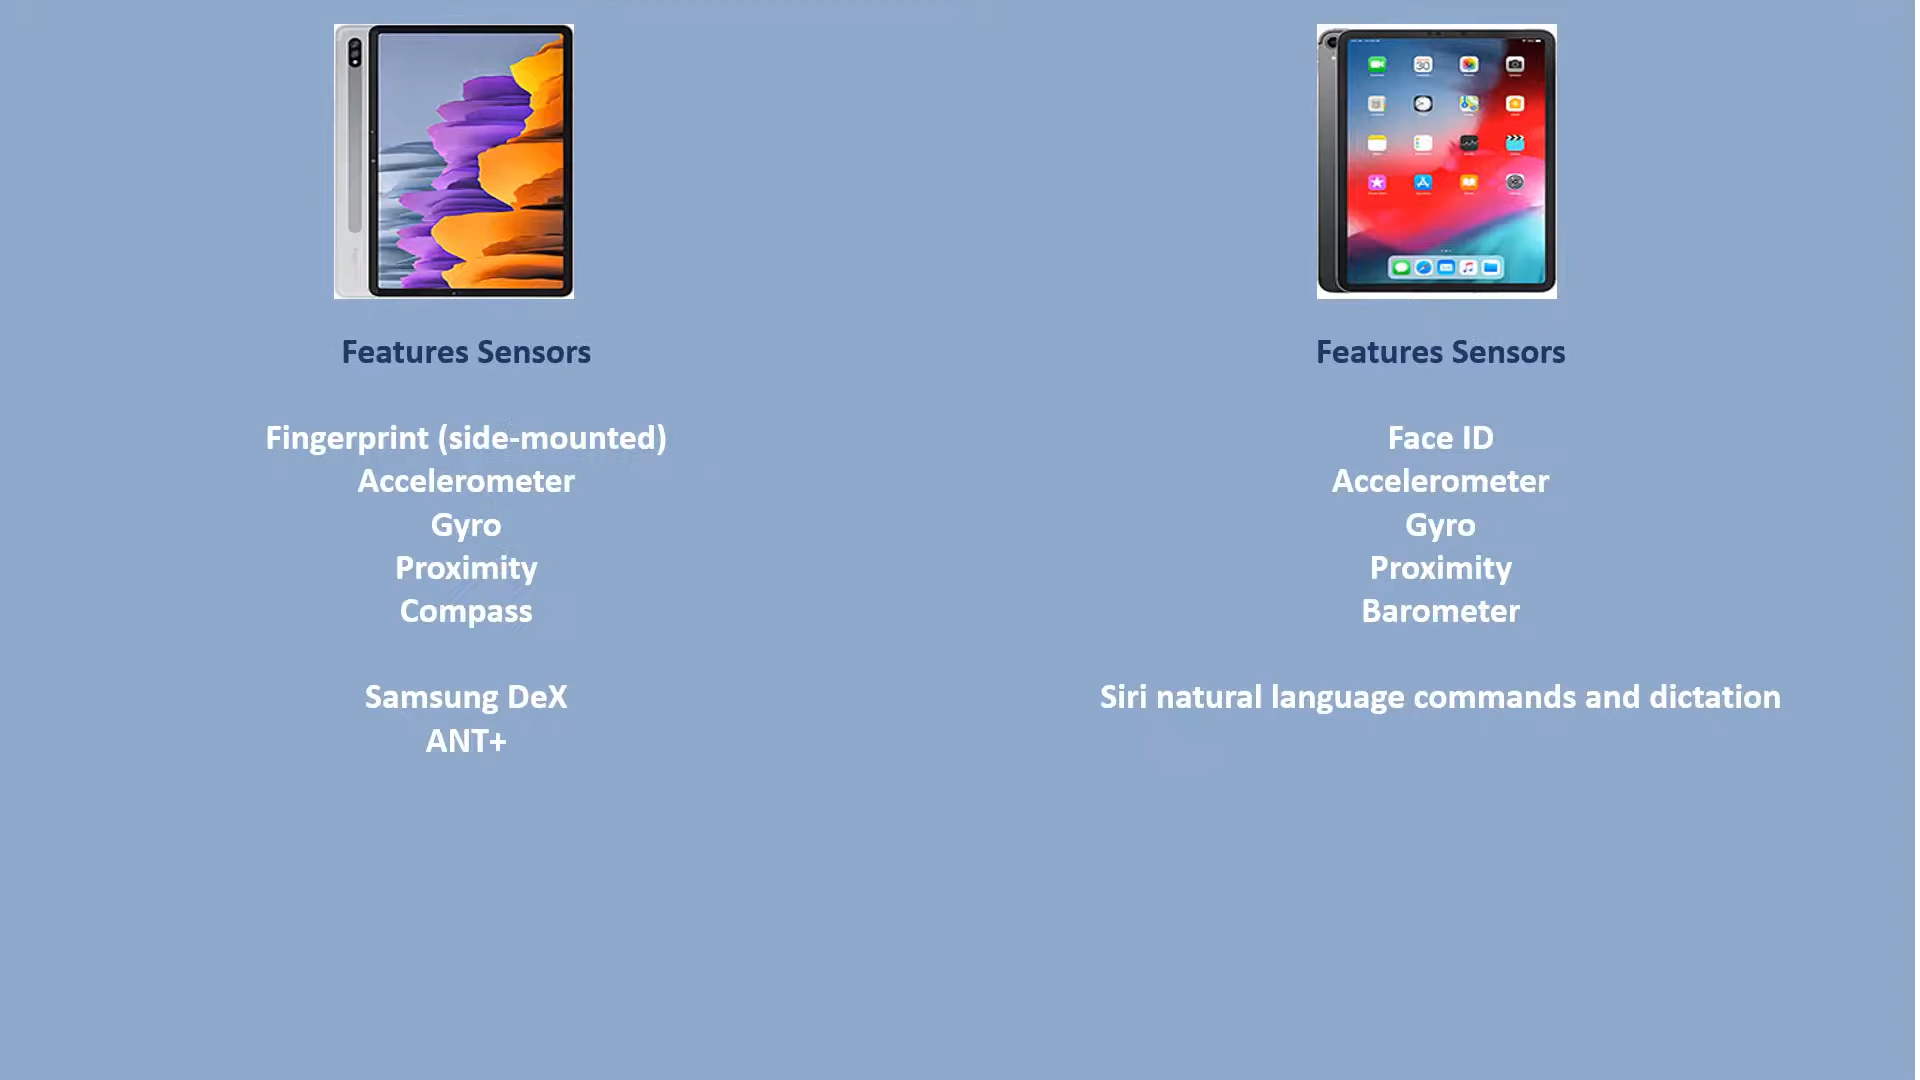 Features Sensors
Fingerprint (side-mounted)
Accelerometer
Gyro
Proximity
Compass
Samsung DeX
ANT+
Features Sensors
Face ID
Accelerometer
Gyro
Proximity
Barometer
Siri natural language commands and dictation